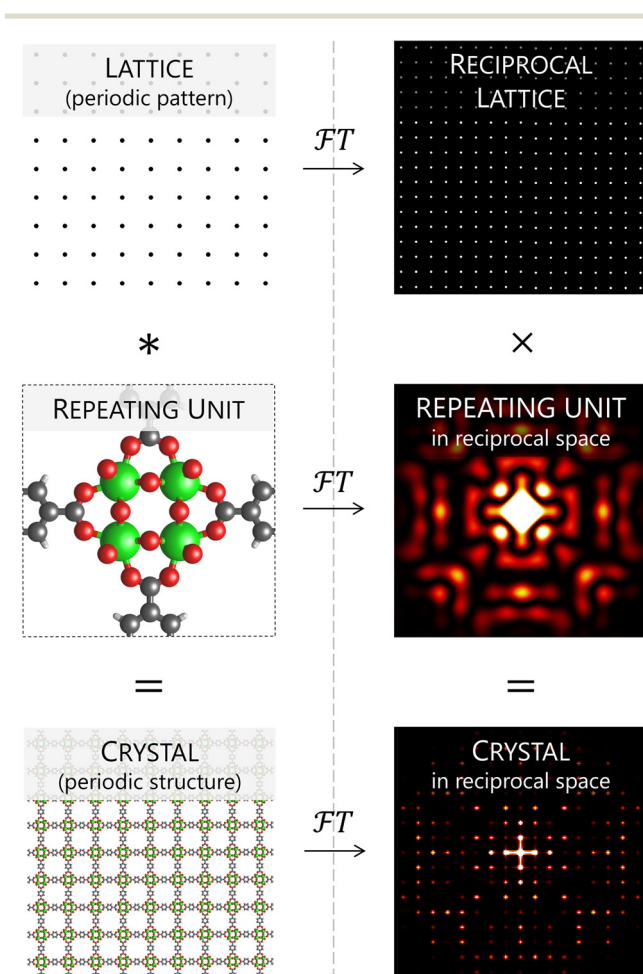 LATTICE
(periodic pattern)
RECIPROCAL
LATTICE
ℱ𝒯
*
×
REPEATING UNIT
REPEATING UNIT
in reciprocal space
ℱ𝒯
=
=
CRYSTAL
(periodic structure)
CRYSTAL
in reciprocal space
ℱ𝒯